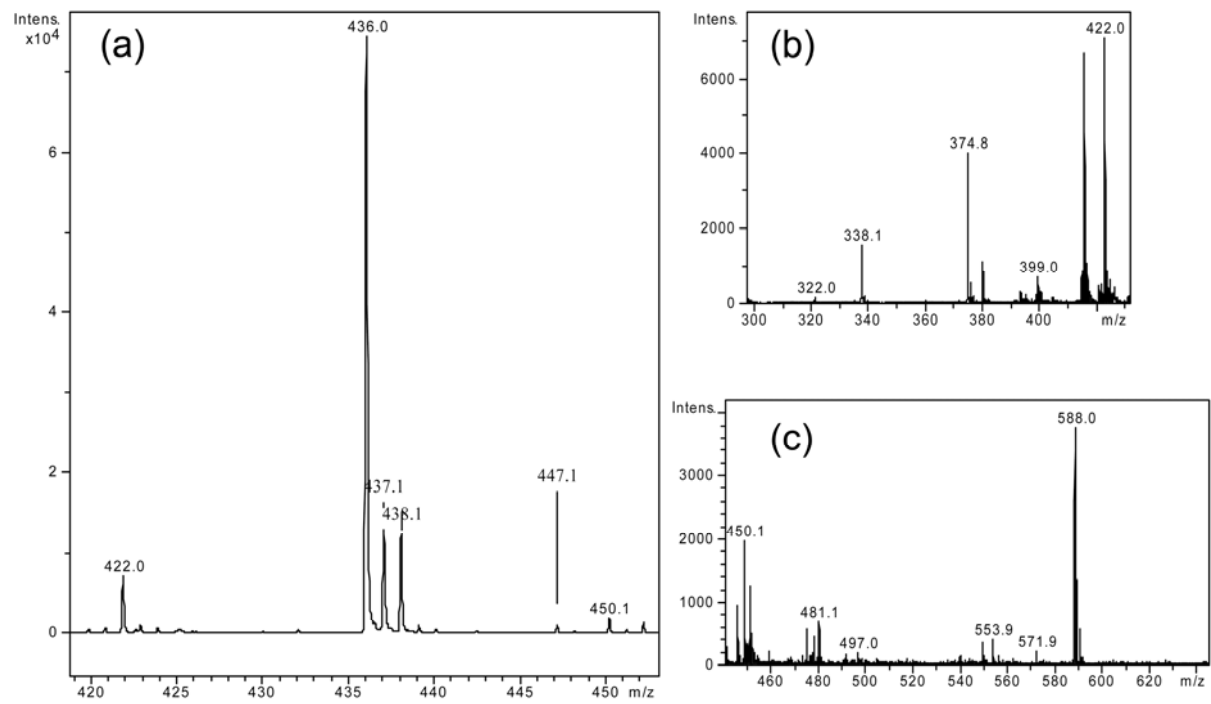 Intens.
x10⁴
(a)
436.0
6
4
2
0
437.1
438.1
447.1
422.0
450.1
420 425 430 435 440 445 450 m/z
Intens.
(b)
422.0
6000
4000
2000
0
374.8
338.1
322.0
399.0
300 320 340 360 380 400 m/z
Intens.
(c)
588.0
3000
2000
1000
0
450.1
481.1
497.0
553.9
571.9
460 480 500 520 540 560 580 600 620 m/z